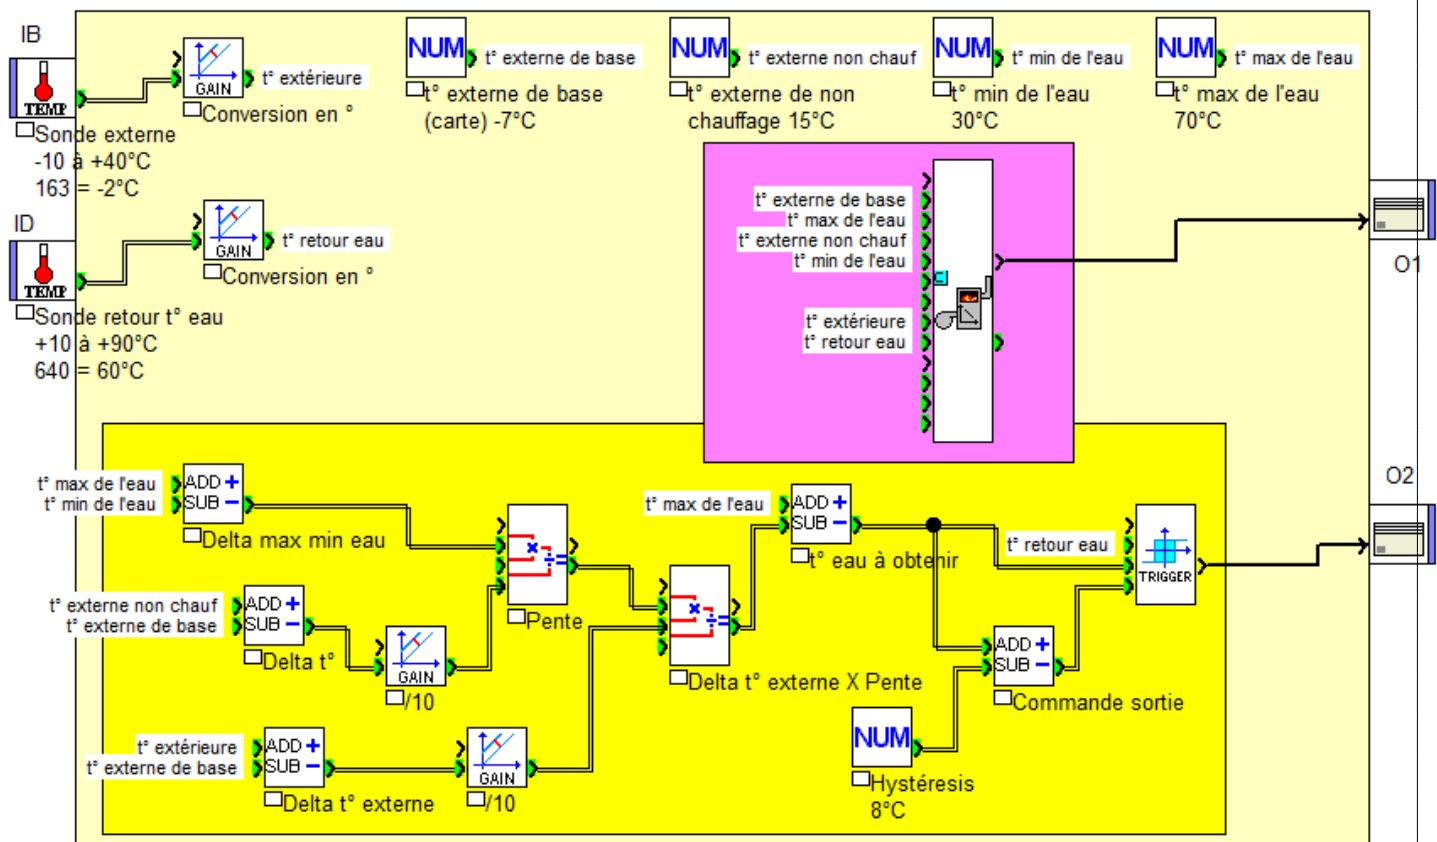 IB
TEMP
Sonde externe
-10 à +40°C
163 = -2°C
GAIN
t° extérieure
Conversion en °
NUM
t° externe de base
t° externe de base
(carte) -7°C
NUM
t° externe non chauf
t° externe de non
chauffage 15°C
NUM
t° min de l'eau
t° min de l'eau
30°C
NUM
t° max de l'eau
t° max de l'eau
70°C
ID
TEMP
Sonde retour t° eau
+10 à +90°C
640 = 60°C
GAIN
t° retour eau
Conversion en °
t° externe de base
t° max de l'eau
t° externe non chauf
t° min de l'eau
C
t° extérieure
t° retour eau
O1
O2
t° max de l'eau
t° min de l'eau
ADD +
SUB −
Delta max min eau
t° externe non chauf
t° externe de base
ADD +
SUB −
Delta t°
GAIN
/10
x
÷=
Pente
t° extérieure
t° externe de base
ADD +
SUB −
Delta t° externe
GAIN
/10
x
÷=
Delta t° externe X Pente
t° max de l'eau
ADD +
SUB −
t° eau à obtenir
NUM
Hystéresis
8°C
ADD +
SUB −
Commande sortie
t° retour eau
TRIGGER